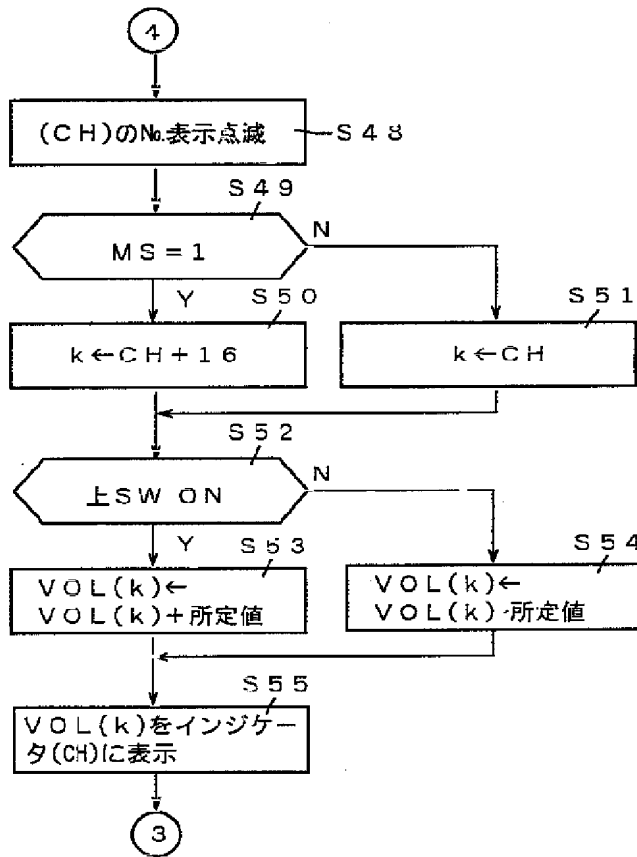 4
(CH)の№表示点滅
S48
S49
MS=1
N
Y
S50
S51
k←CH+16
k←CH
S52
上SW ON
N
Y
S53
S54
VOL(k)←
VOL(k)+所定値
VOL(k)←
VOL(k)-所定値
S55
VOL(k)をインジケー
タ(CH)に表示
3